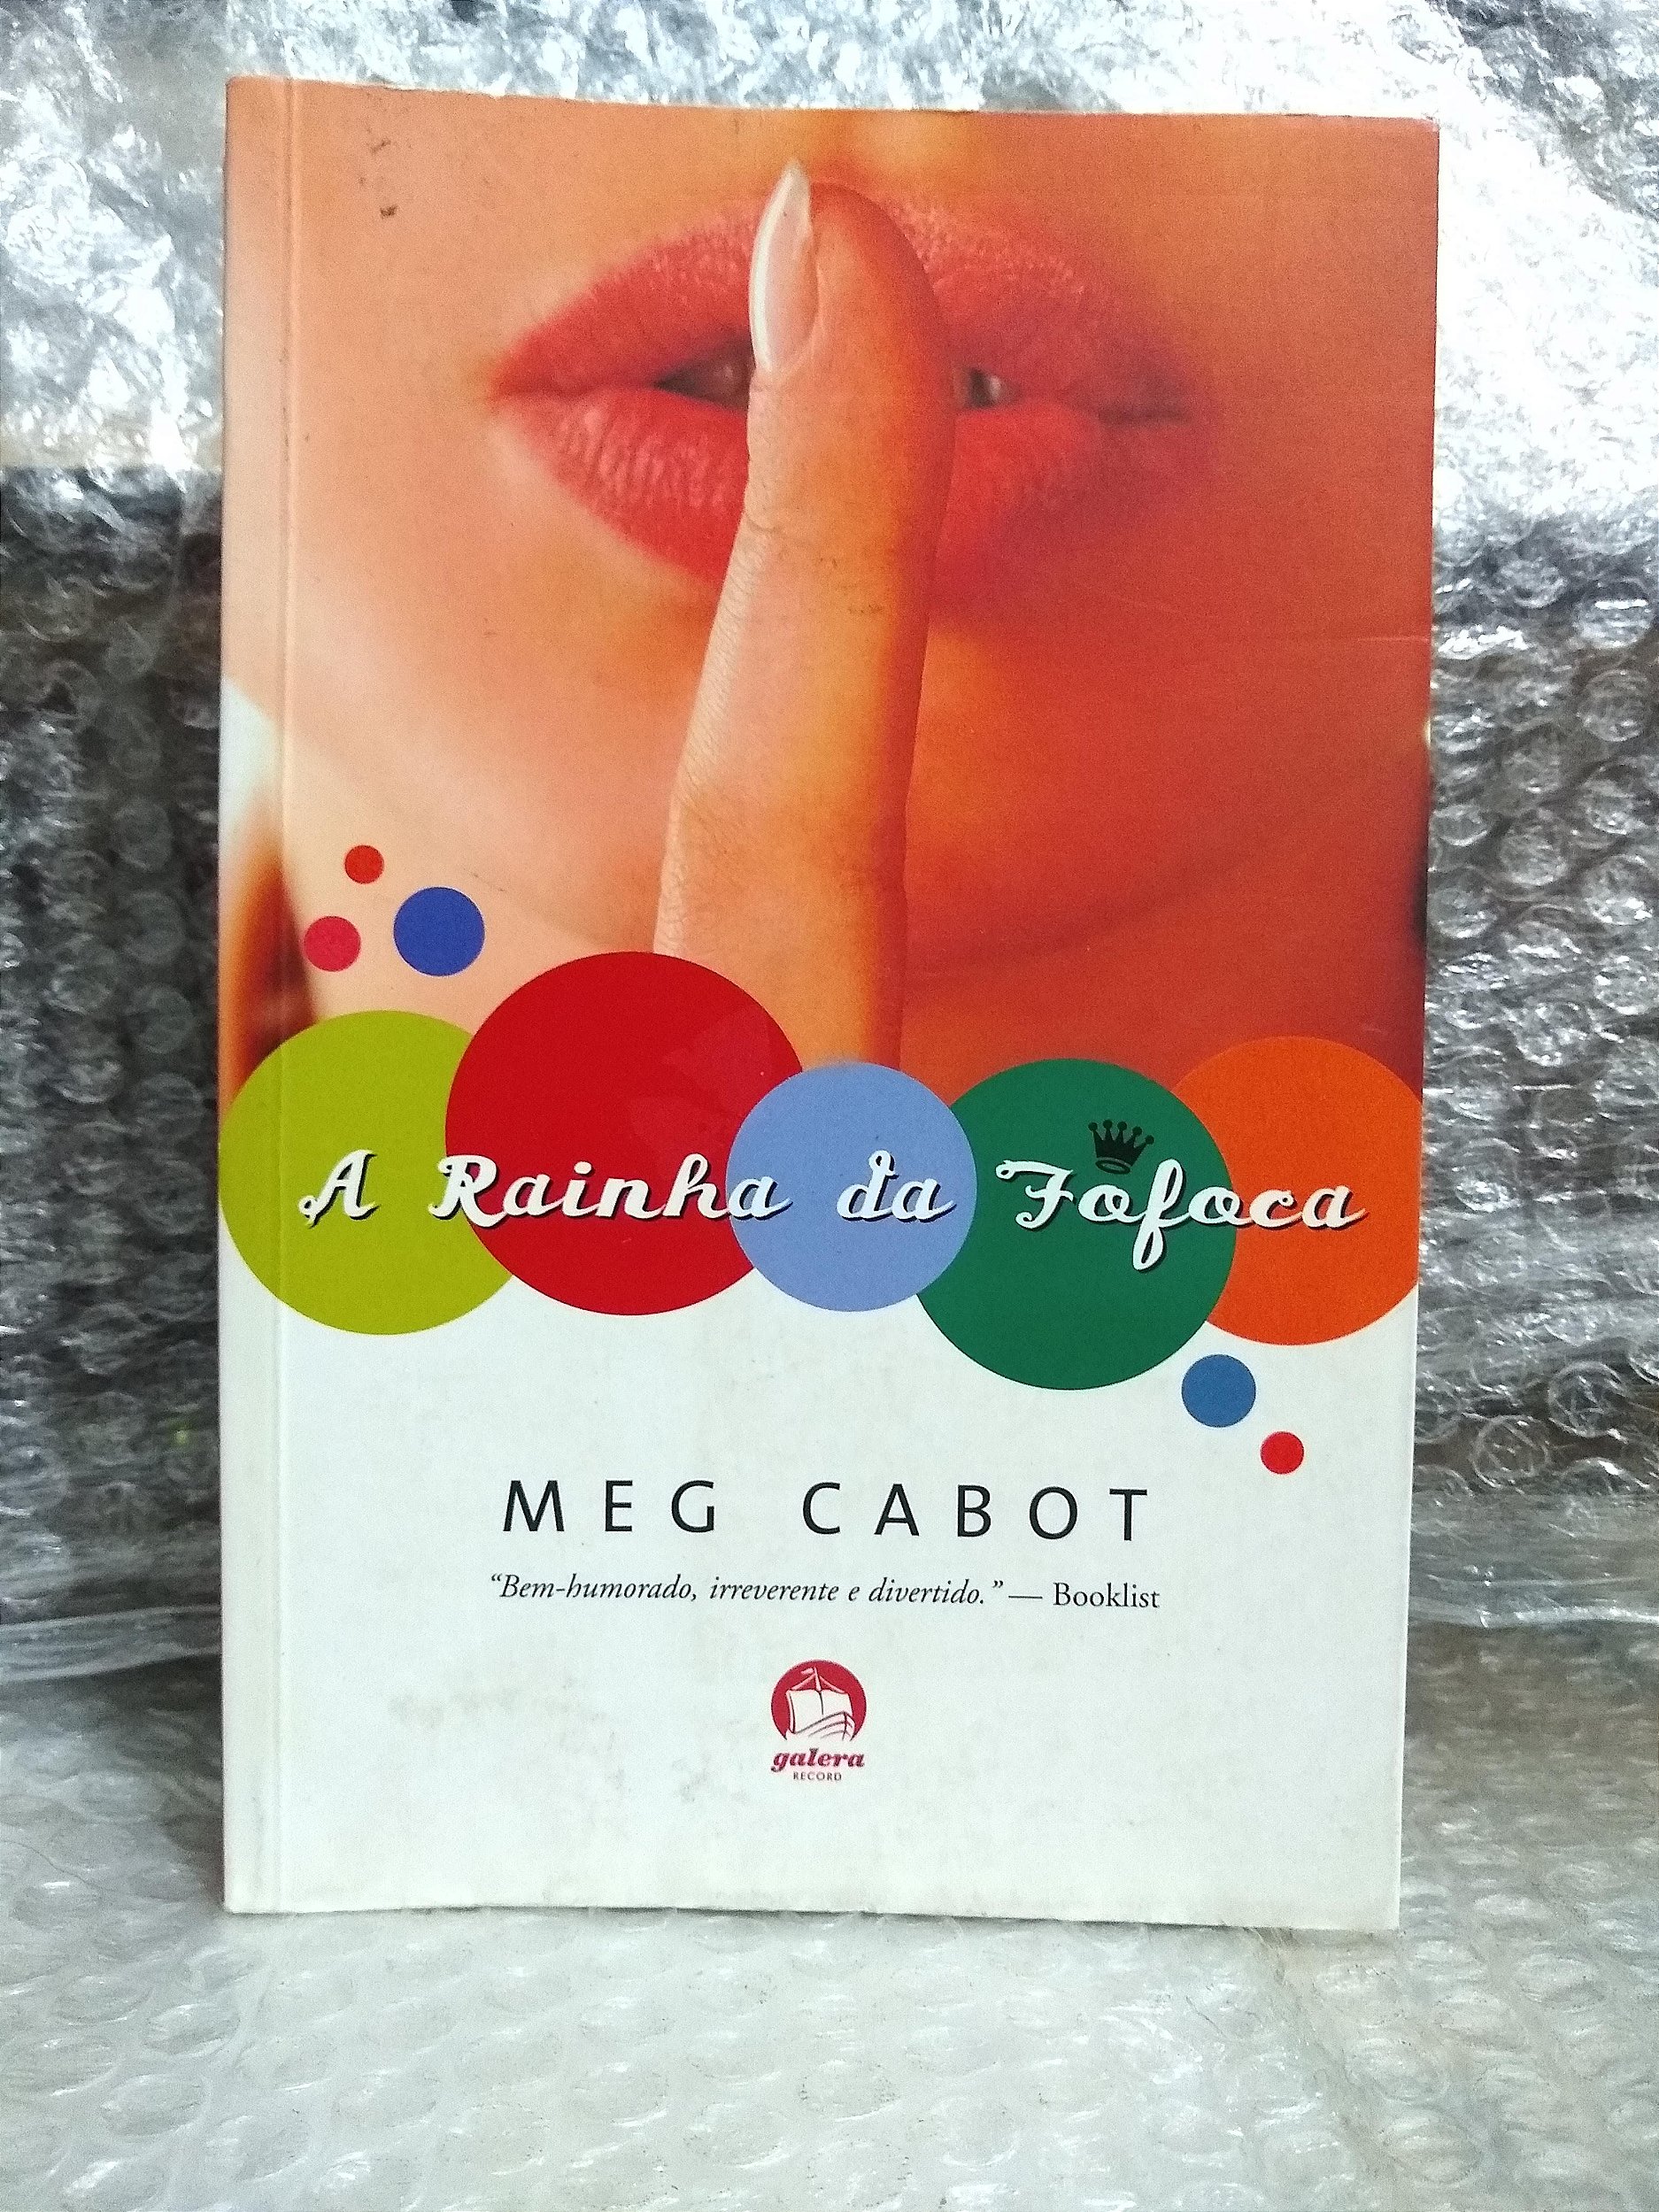 A Rainha da Fofoca
MEG CABOT
“Bem-humorado, irreverente e divertido.” — Booklist
galera
RECORD